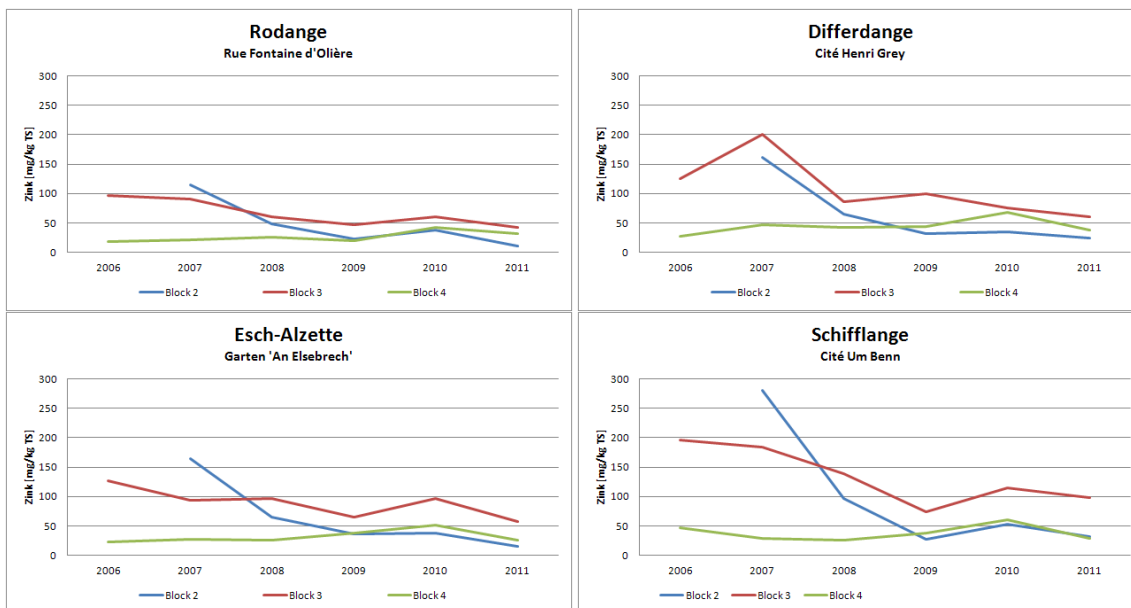 Rodange
Rue Fontaine d'Olière
Zink [mg/kg TS]
300
250
200
150
100
50
0
2006 2007 2008 2009 2010 2011
Block 2 Block 3 Block 4
Differdange
Cité Henri Grey
Zink [mg/kg TS]
300
250
200
150
100
50
0
2006 2007 2008 2009 2010 2011
Block 2 Block 3 Block 4
Esch-Alzette
Garten 'An Elsebrech'
Zink [mg/kg TS]
300
250
200
150
100
50
0
2006 2007 2008 2009 2010 2011
Block 2 Block 3 Block 4
Schifflange
Cité Um Benn
Zink [mg/kg TS]
300
250
200
150
100
50
0
2006 2007 2008 2009 2010 2011
Block 2 Block 3 Block 4